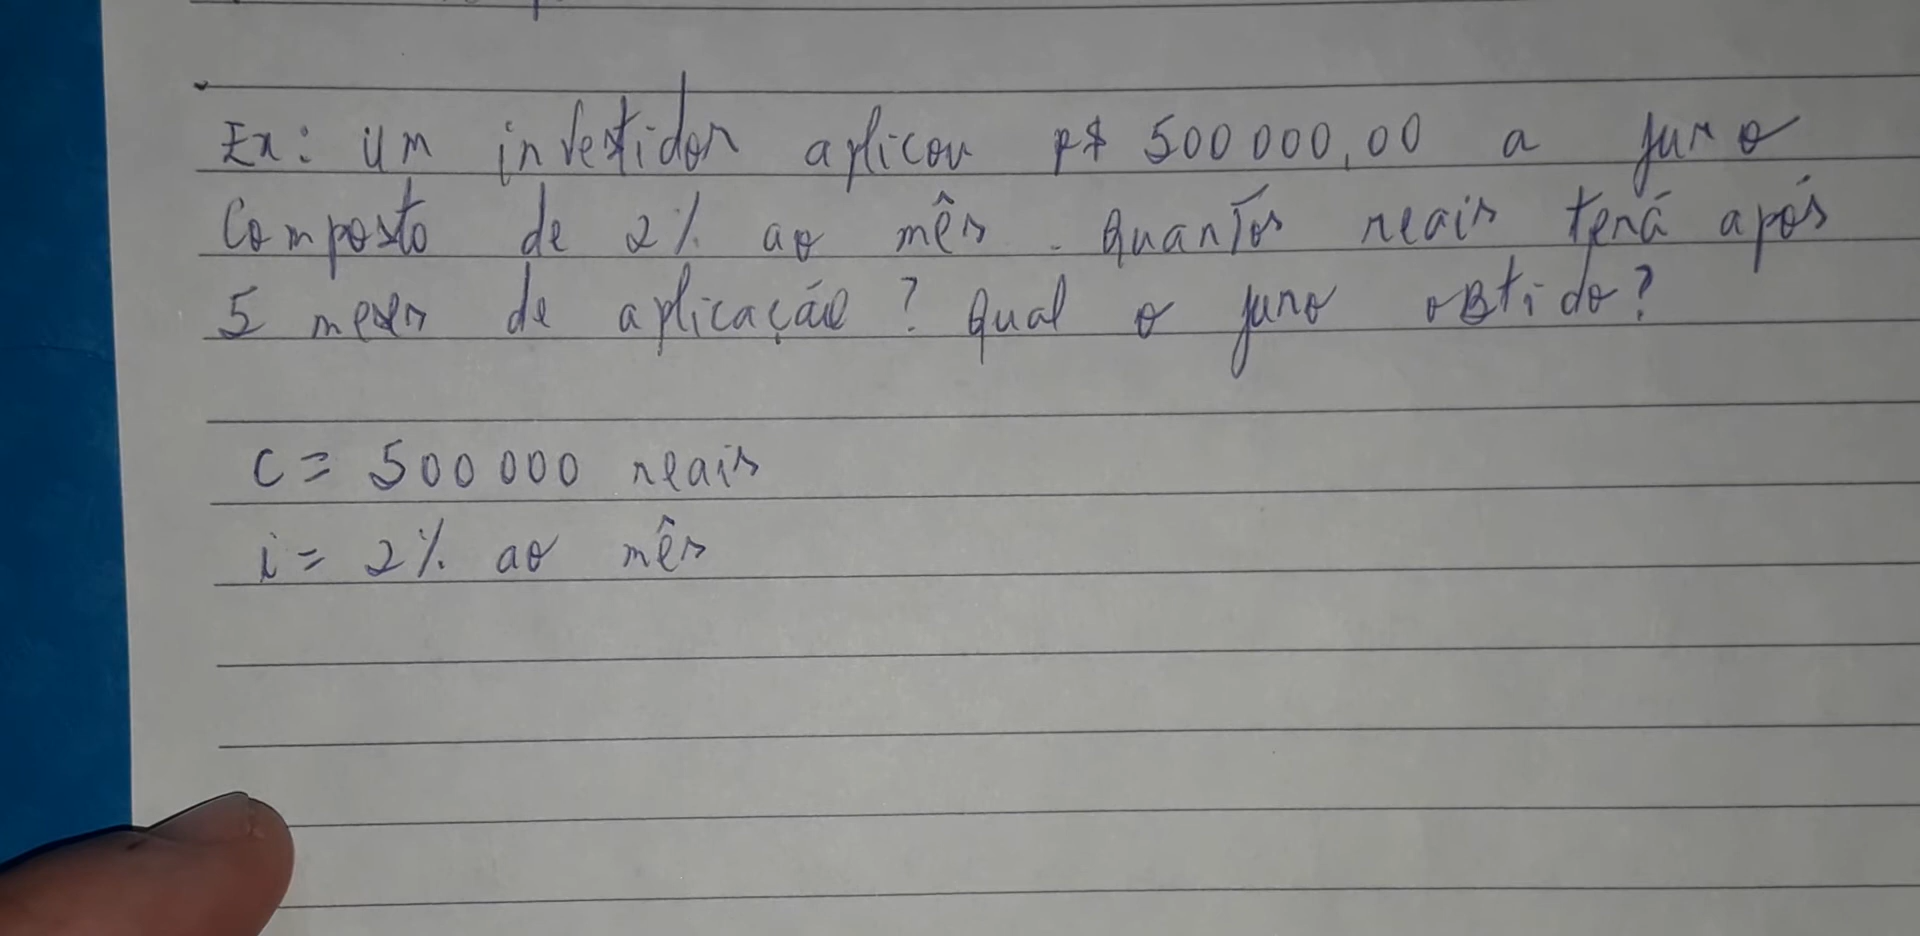 Ex: um investidor aplicou R$ 500 000,00 a juro
Composto de 2% ao mês. Quantos reais terá após
5 meses de aplicação? Qual o juro obtido?
C = 500 000 reais
i = 2% ao mês